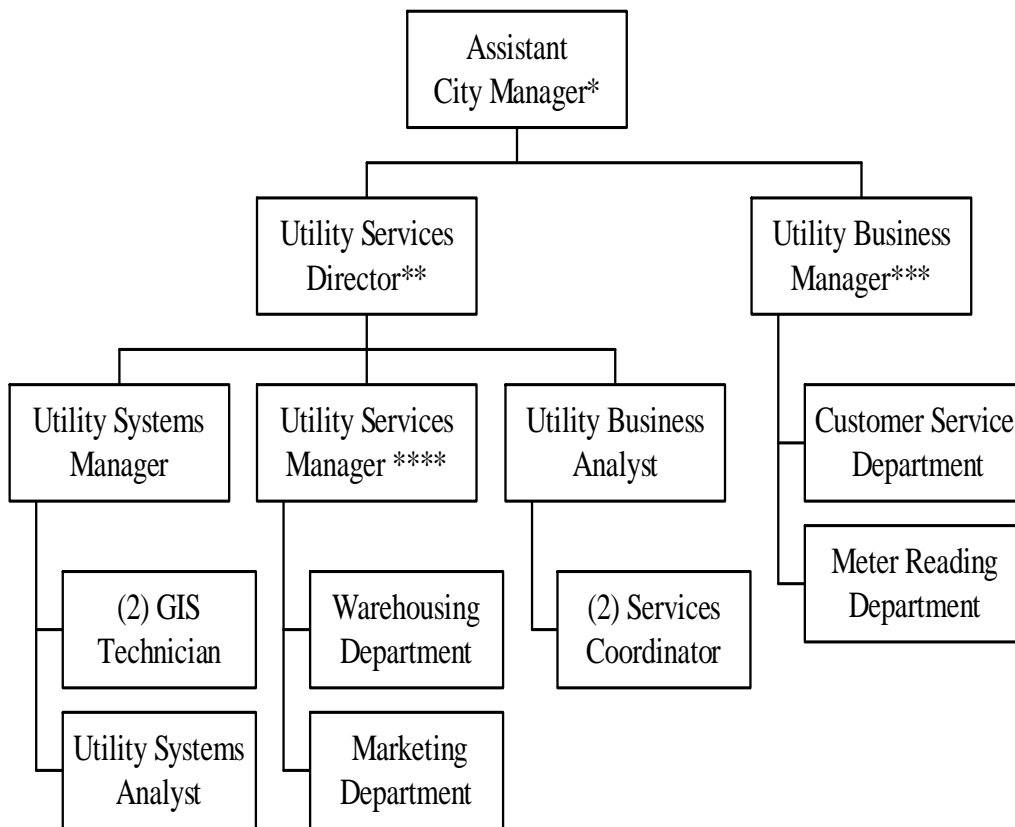 Assistant
City Manager*
Utility Services
Director**
Utility Business
Manager***
Utility Systems
Manager
Utility Services
Manager ****
Utility Business
Analyst
Customer Service
Department
Meter Reading
Department
(2) GIS
Technician
Warehousing
Department
(2) Services
Coordinator
Utility Systems
Analyst
Marketing
Department